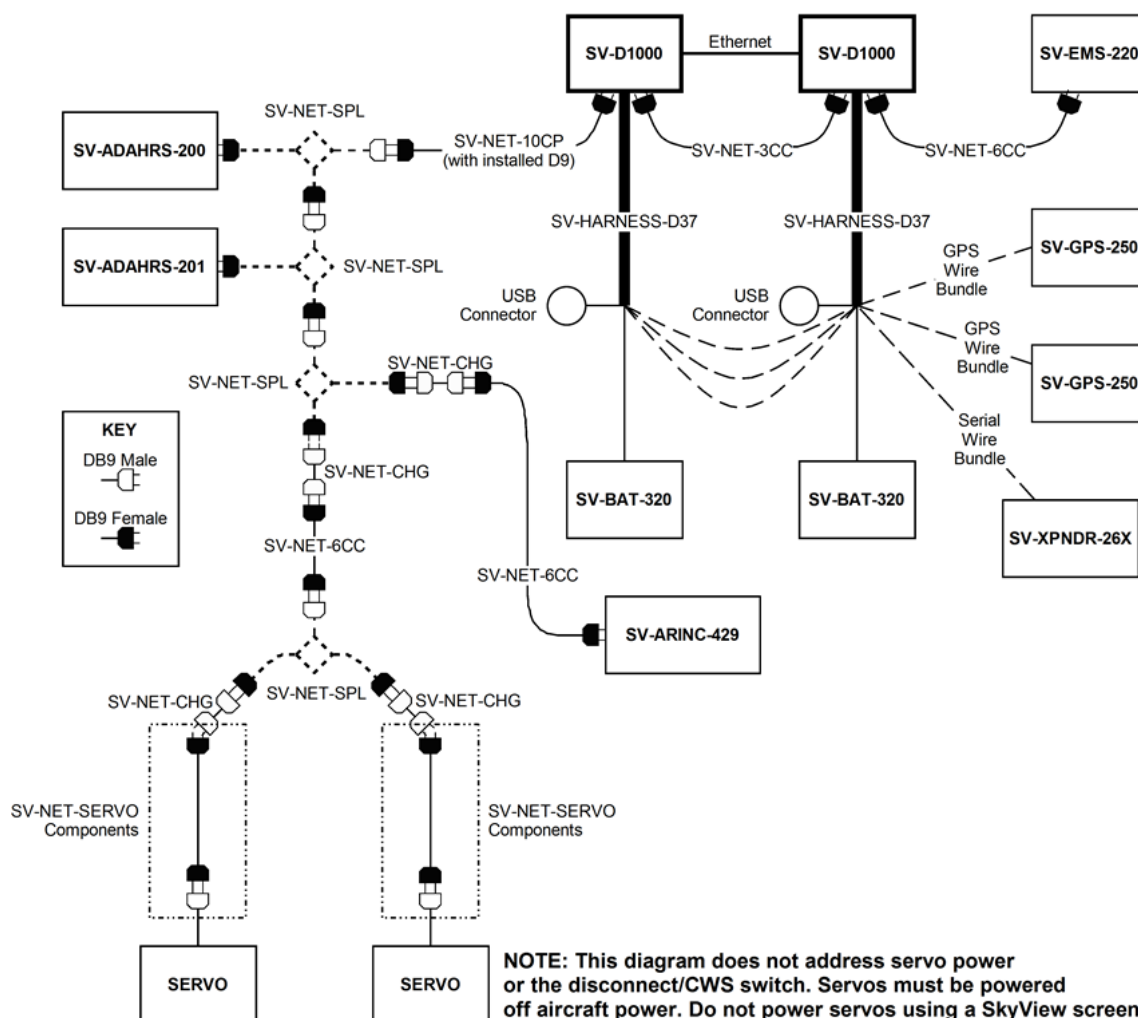 Ethernet
SV-D1000
SV-D1000
SV-EMS-220
SV-NET-SPL
SV-ADAHRS-200
SV-NET-10CP
(with installed D9)
SV-NET-3CC
SV-NET-6CC
SV-HARNESS-D37
SV-HARNESS-D37
SV-ADAHRS-201
SV-NET-SPL
USB
Connector
USB
Connector
GPS
Wire
Bundle
SV-GPS-250
GPS
Wire
Bundle
SV-GPS-250
SV-NET-CHG
SV-NET-SPL
Serial
Wire
Bundle
KEY
DB9 Male
DB9 Female
SV-NET-CHG
SV-BAT-320
SV-BAT-320
SV-XPNDR-26X
SV-NET-6CC
SV-NET-6CC
SV-ARINC-429
SV-NET-CHG
SV-NET-SPL
SV-NET-CHG
SV-NET-SERVO
Components
SV-NET-SERVO
Components
SERVO
SERVO
NOTE: This diagram does not address servo power
or the disconnect/CWS switch. Servos must be powered
off aircraft power. Do not power servos using a SkyView screen